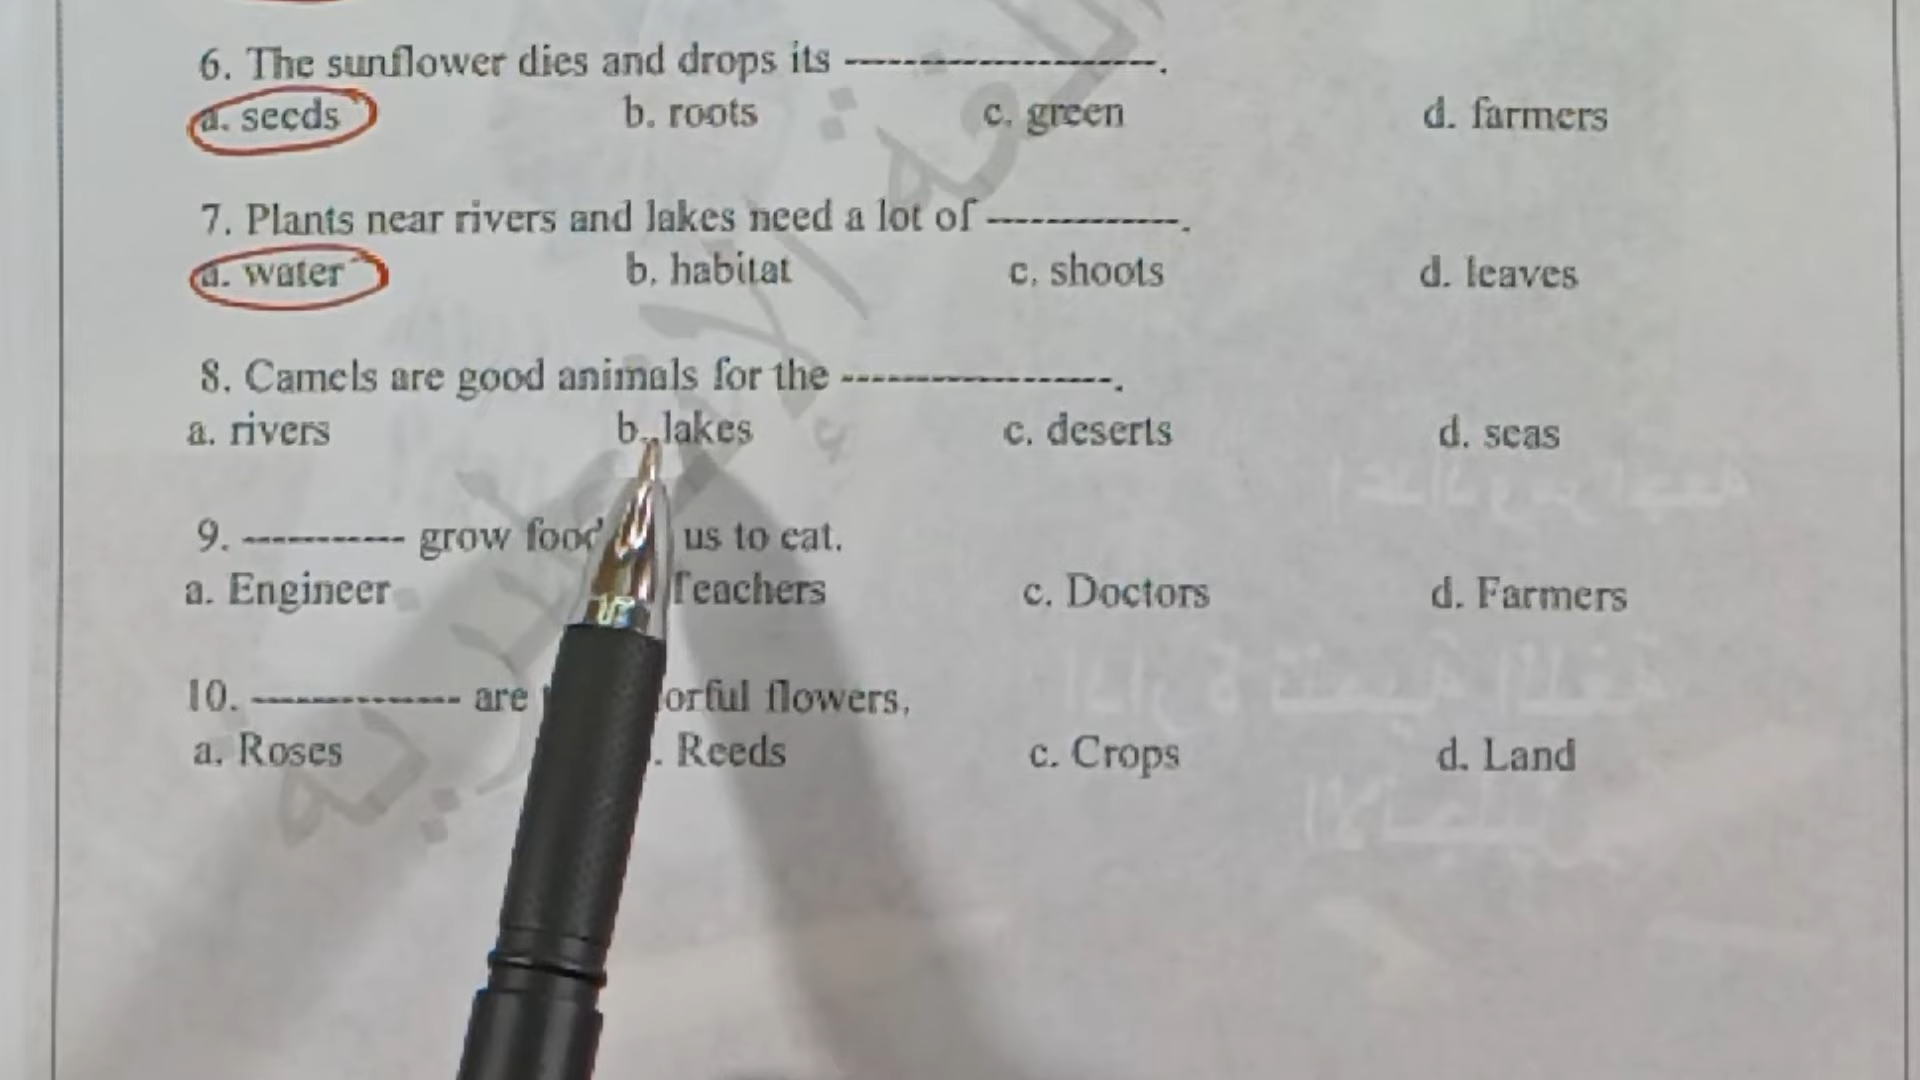 6. The sunflower dies and drops its --------------------.
a. seeds b. roots c. green d. farmers
7. Plants near rivers and lakes need a lot of -------------.
a. water b. habitat c. shoots d. leaves
8. Camels are good animals for the ------------------.
a. rivers b. lakes c. deserts d. seas
9. ----------- grow food us to eat.
a. Engineer Teachers c. Doctors d. Farmers
10. -------------- are flowers.
a. Roses . Reeds c. Crops d. Land